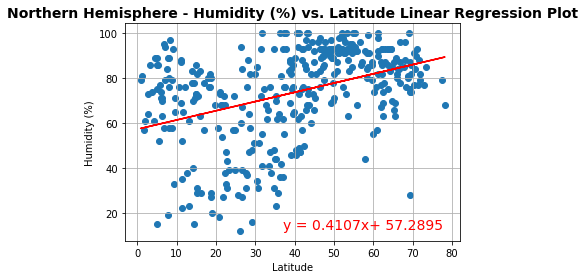 Northern Hemisphere - Humidity (%) vs. Latitude Linear Regression Plot
100
80
60
40
20
Humidity (%)
y = 0.4107x+ 57.2895
0 10 20 30 40 50 60 70 80
Latitude